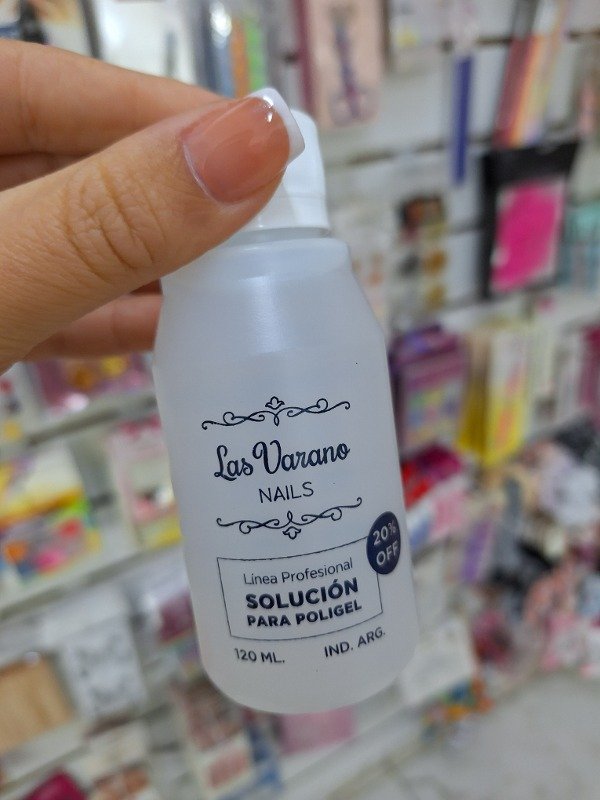 Las Varano
NAILS
20%
OFF
Línea Profesional
SOLUCIÓN
PARA POLIGEL
120 ML. IND. ARG.